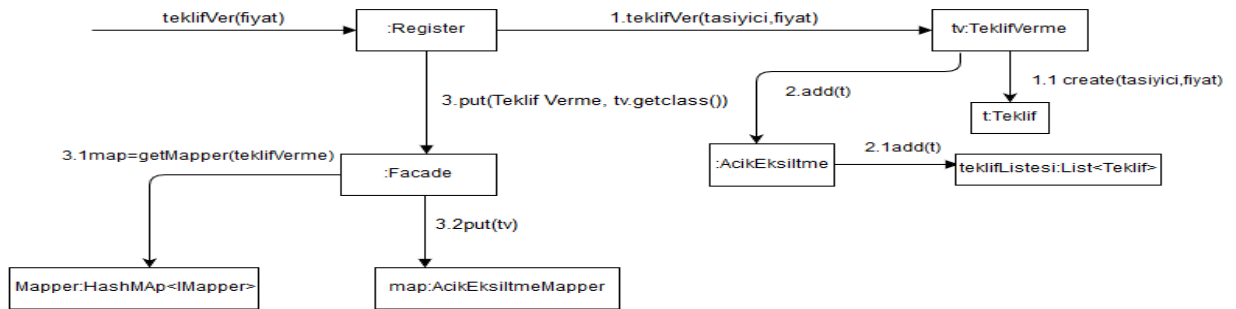 teklifVer(fiyat)
:Register
1.teklifVer(tasiyici,fiyat)
tv:TeklifVerme
1.1 create(tasiyici,fiyat)
2.add(t)
3.put(Teklif Verme, tv.getclass())
t:Teklif
3.1map=getMapper(teklifVerme)
:Facade
:AcikEksiltme
2.1add(t)
teklifListesi:List<Teklif>
3.2put(tv)
Mapper:HashMAp<IMapper>
map:AcikEksiltmeMapper